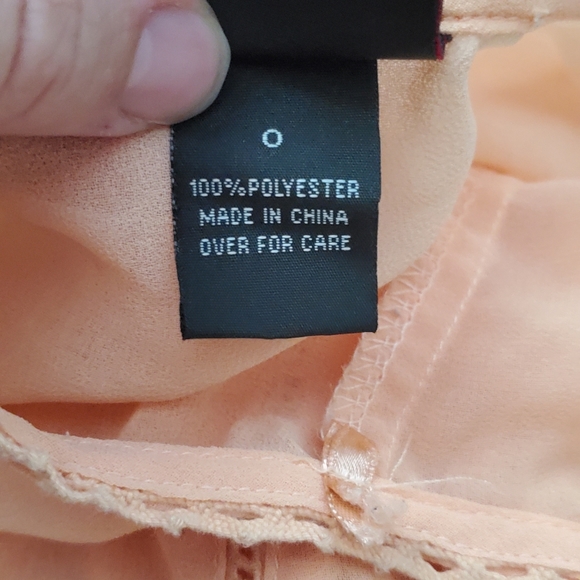 0
100%POLYESTER
MADE IN CHINA
OVER FOR CARE